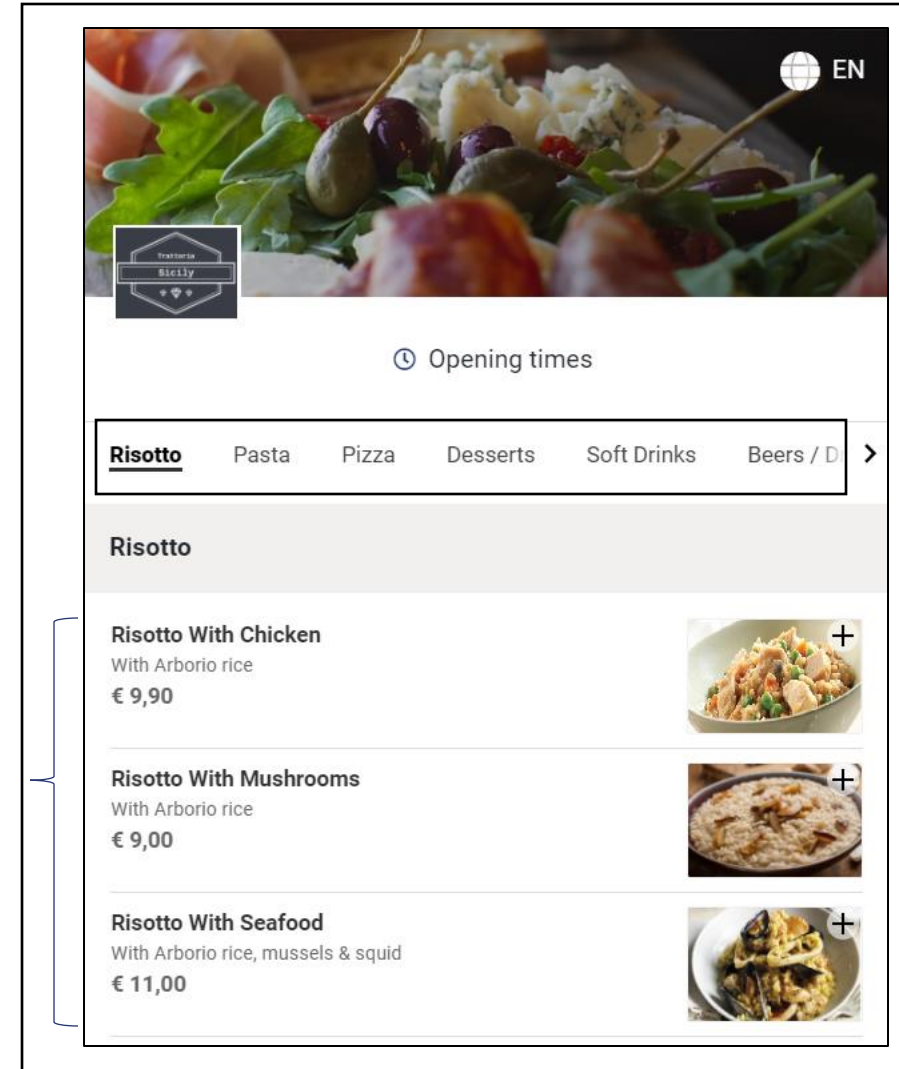 EN
Trattoria
Sicily
Opening times
Risotto Pasta Pizza Desserts Soft Drinks Beers / D
Risotto
Risotto With Chicken
With Arborio rice
€ 9,90
Risotto With Mushrooms
With Arborio rice
€ 9,00
Risotto With Seafood
With Arborio rice, mussels & squid
€ 11,00